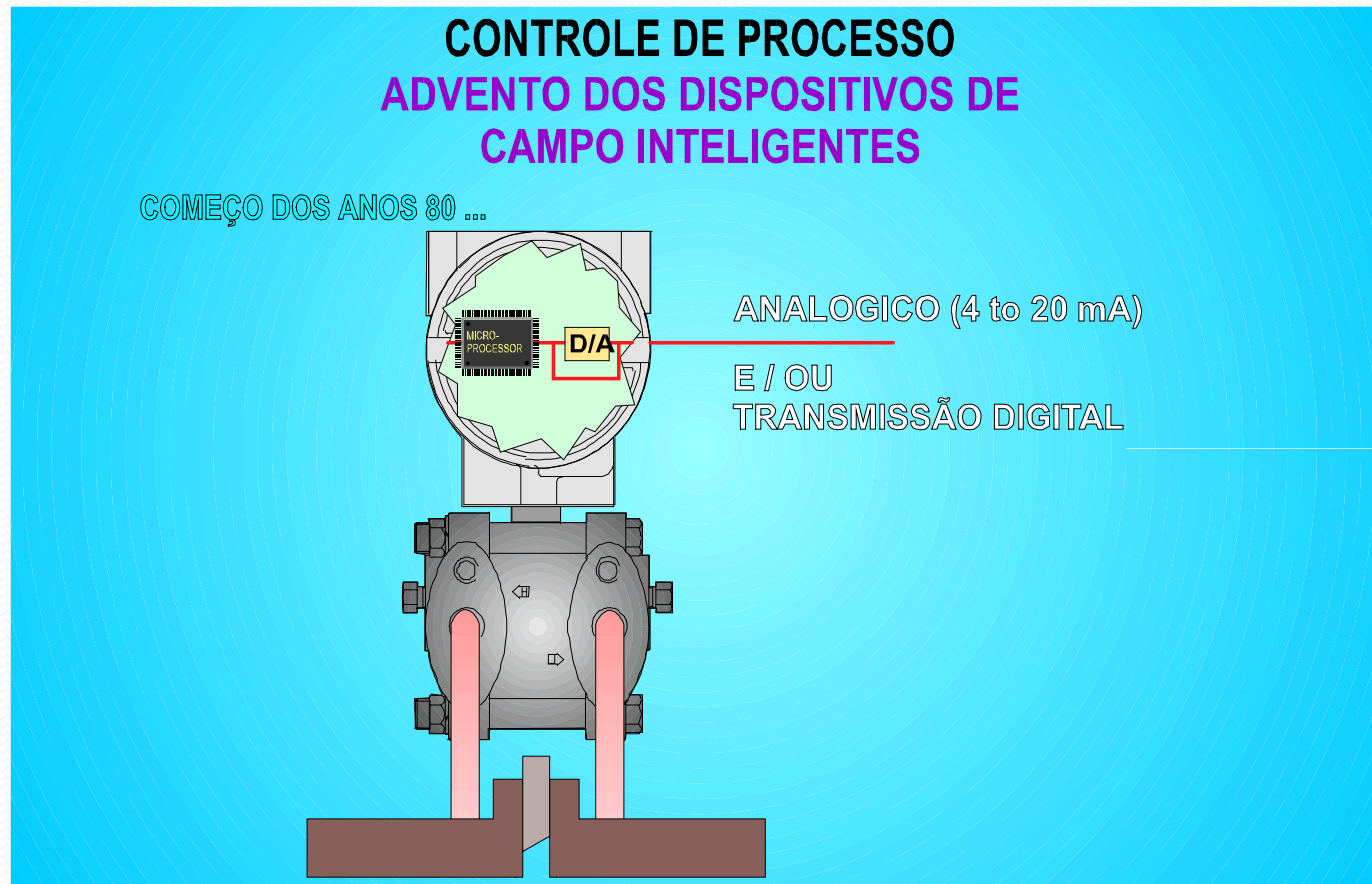 CONTROLE DE PROCESSO
ADVENTO DOS DISPOSITIVOS DE
CAMPO INTELIGENTES
COMEÇO DOS ANOS 80 ...
MICRO-
PROCESSOR
D/A
ANALOGICO (4 to 20 mA)
E / OU
TRANSMISSÃO DIGITAL
H